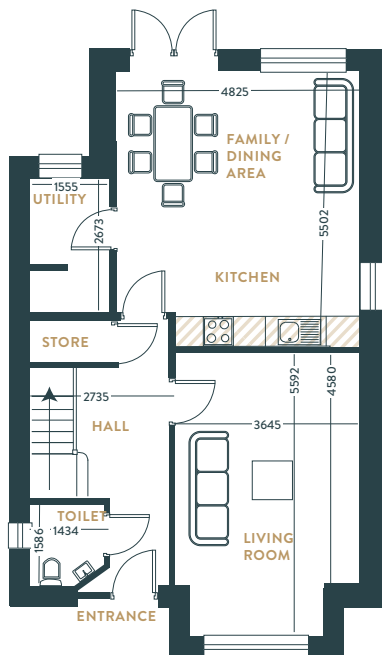 4825
FAMILY /
DINING
AREA
1555
UTILITY
2673
5502
KITCHEN
STORE
5592
4580
2735
HALL
3645
TOILET
1434
1586
LIVING
ROOM
ENTRANCE